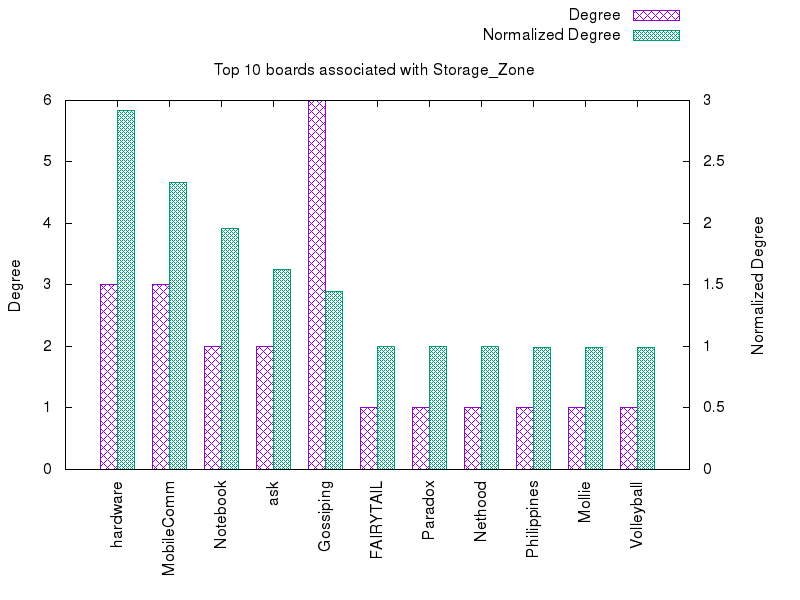 Degree
Normalized Degree
Top 10 boards associated with Storage_Zone
6
5
4
3
2
1
0
3
2.5
2
1.5
1
0.5
0
Degree
Normalized Degree
hardware
MobileComm
Notebook
ask
Gossiping
FAIRYTAIL
Paradox
Nethood
Philippines
Mollie
Volleyball